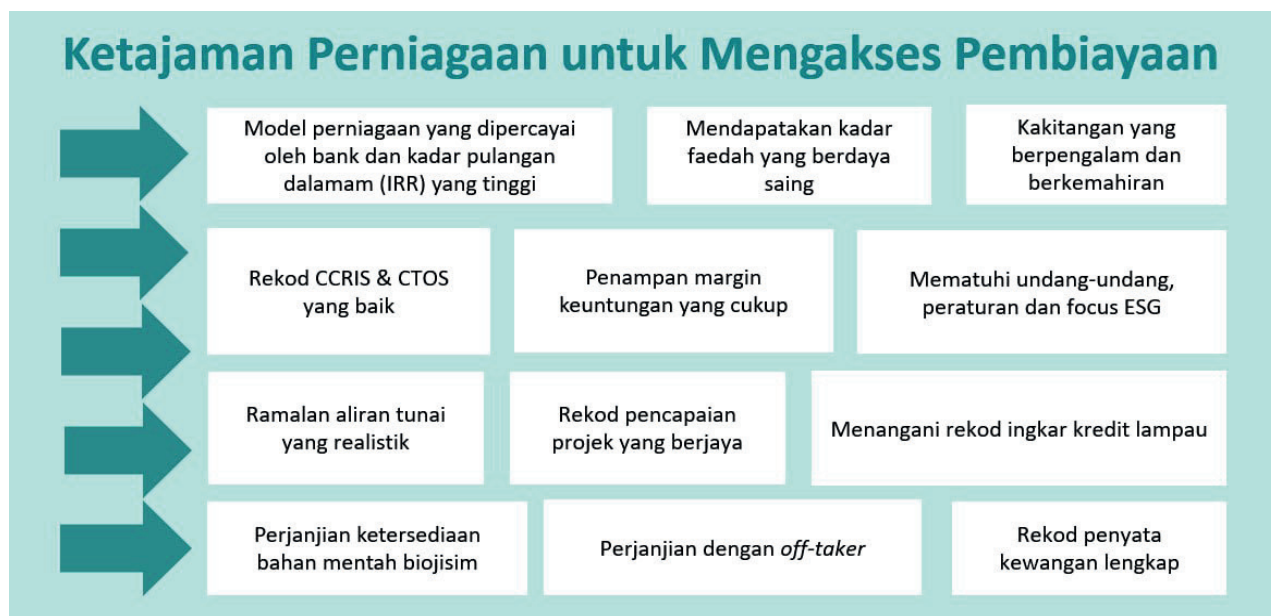 Ketajaman Perniagaan untuk Mengakses Pembiayaan
Model perniagaan yang dipercayai
oleh bank dan kadar pulangan
dalamam (IRR) yang tinggi
Mendapatakan kadar
faedah yang berdaya
saing
Kakitangan yang
berpengalam dan
berkemahiran
Rekod CCRIS & CTOS
yang baik
Penampan margin
keuntungan yang cukup
Mematuhi undang-undang,
peraturan dan focus ESG
Ramalan aliran tunai
yang realistik
Rekod pencapaian
projek yang berjaya
Menangani rekod ingkar kredit lampau
Perjanjian ketersediaan
bahan mentah biojisim
Perjanjian dengan off-taker
Rekod penyata
kewangan lengkap